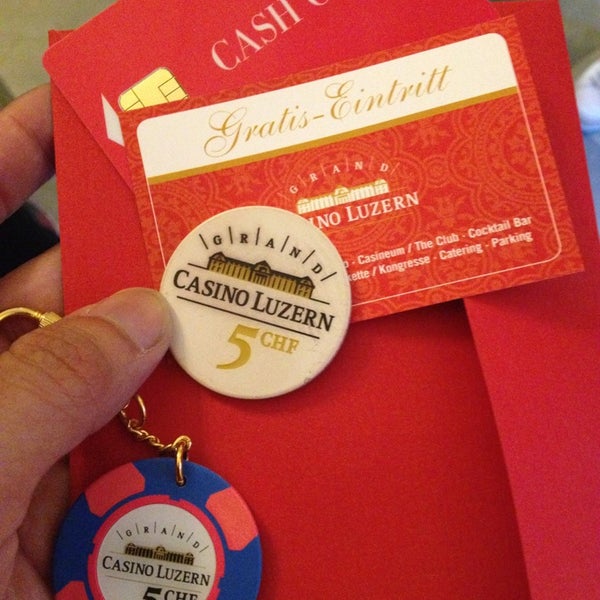 CASH
Gratis-Eintritt
GRAND
CASINO LUZERN
· Casineum / The Club · Cocktail Bar
/ Kongresse · Catering · Parking
GRAND
CASINO LUZERN
5 CHF
GRAND
CASINO LUZERN
5 CHF